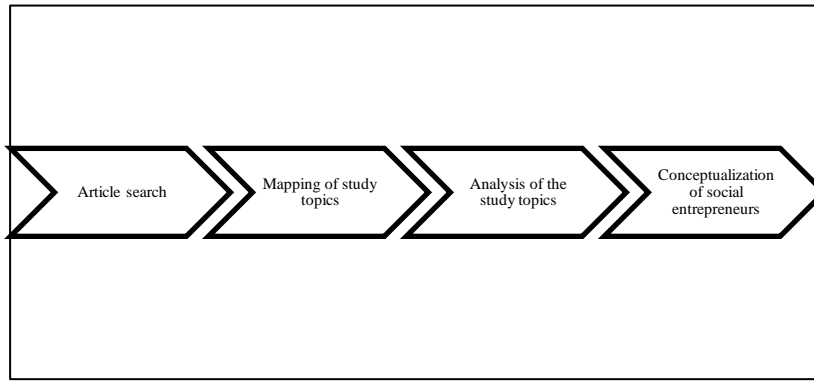 Article search
Mapping of study
topics
Analysis of the
study topics
Conceptualization
of social
entrepreneurs